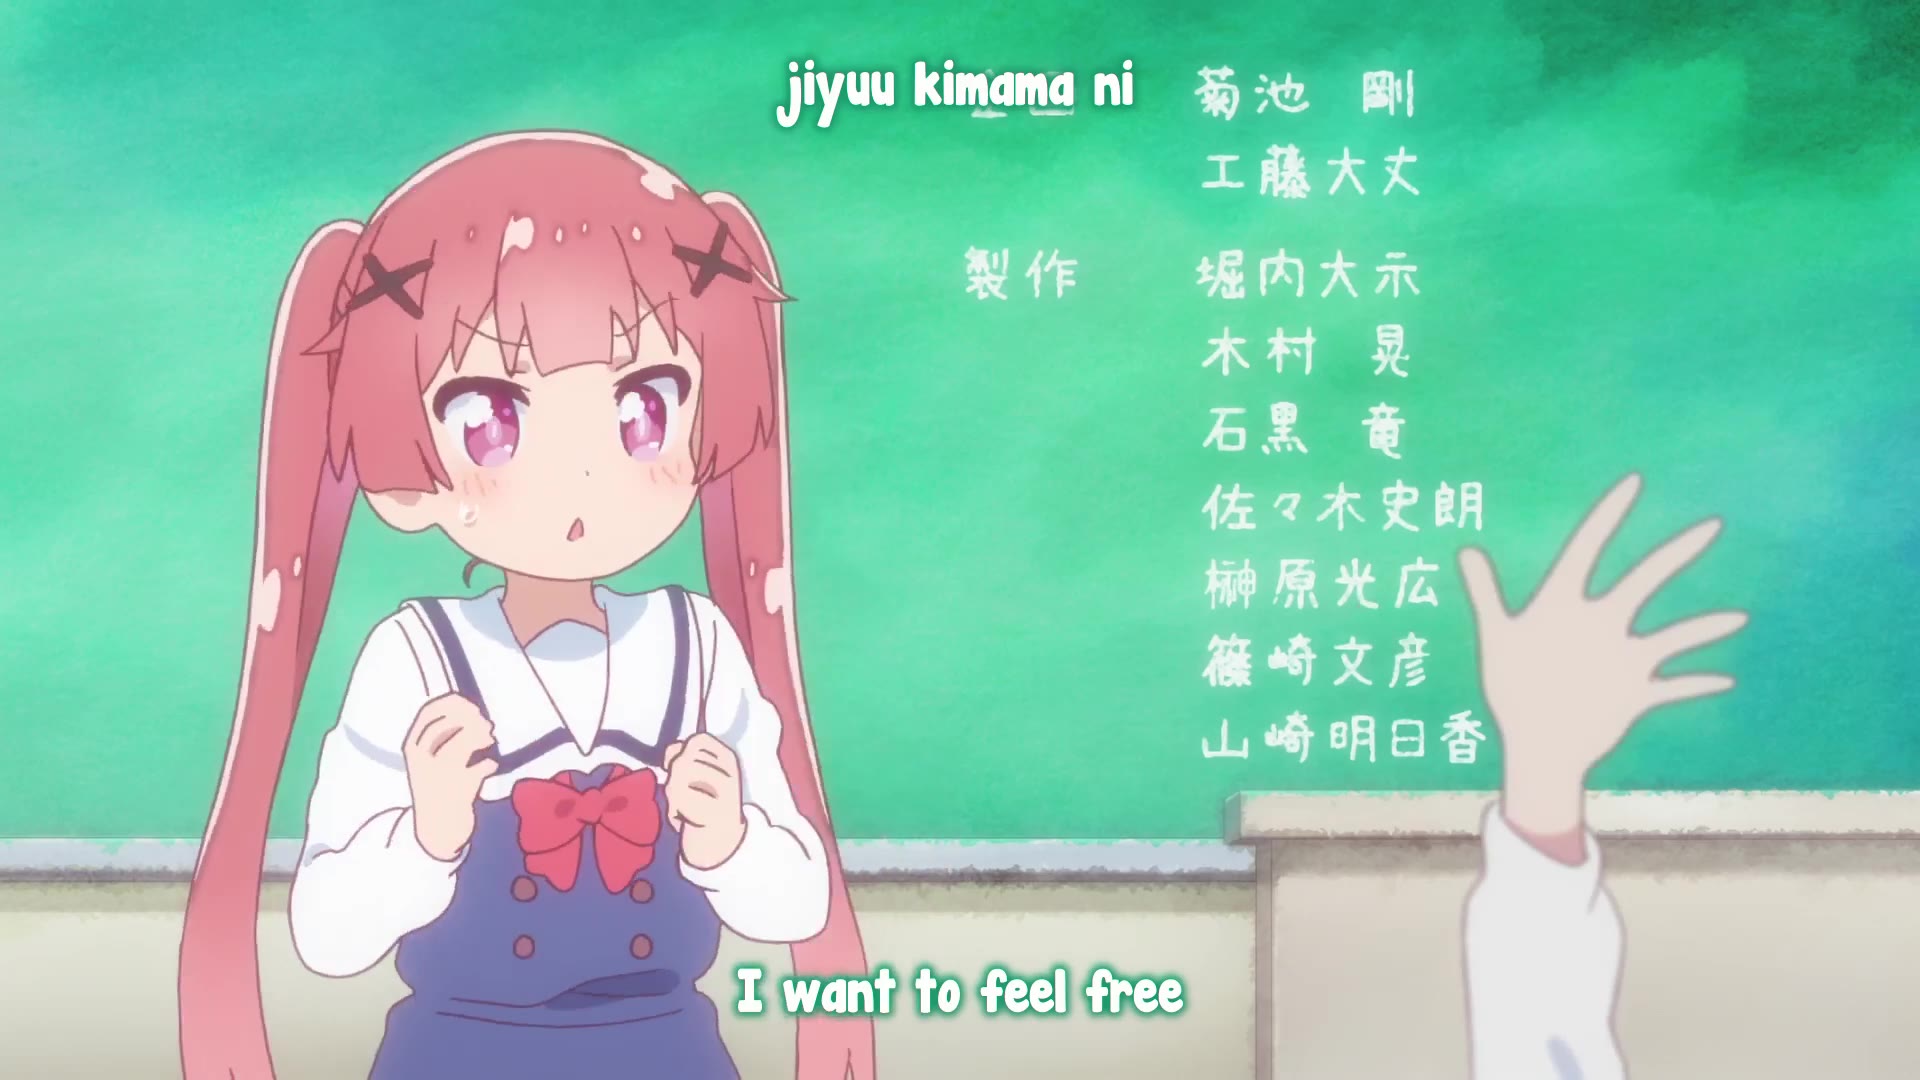 jiyuu kimama ni
菊池 剛
工藤大丈
製作 堀内大示
木村 晃
石黒 竜
佐々木史朗
榊原光広
篠崎文彦
山崎明日香
I want to feel free